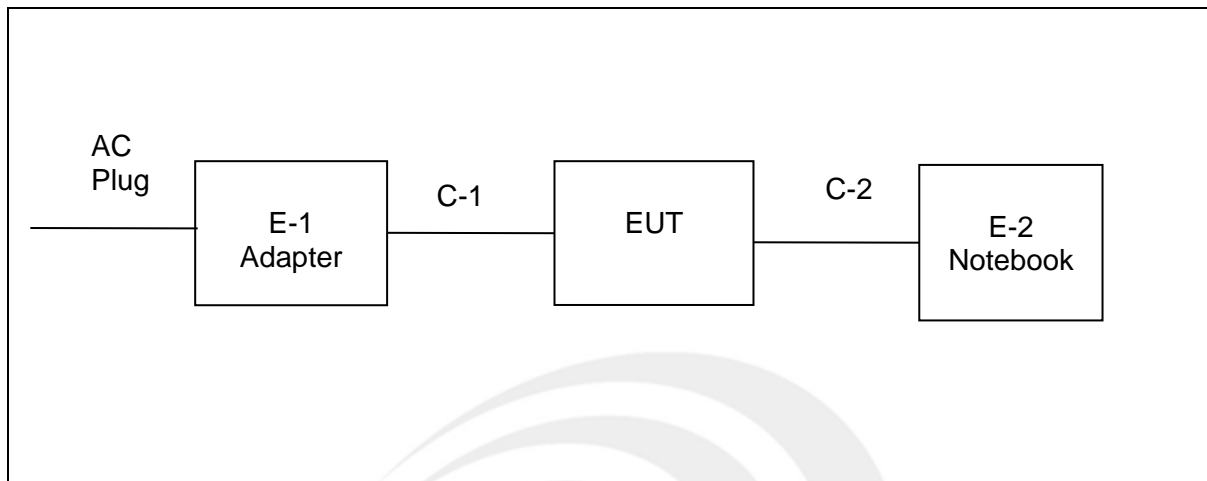 AC
Plug
E-1
Adapter
C-1
EUT
C-2
E-2
Notebook